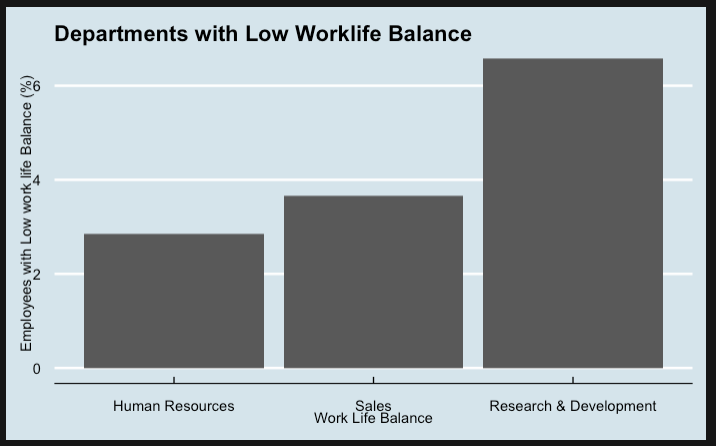 Departments with Low Worklife Balance
Employees with Low work life Balance (%)
6
4
2
0
Human Resources
Sales
Research & Development
Work Life Balance